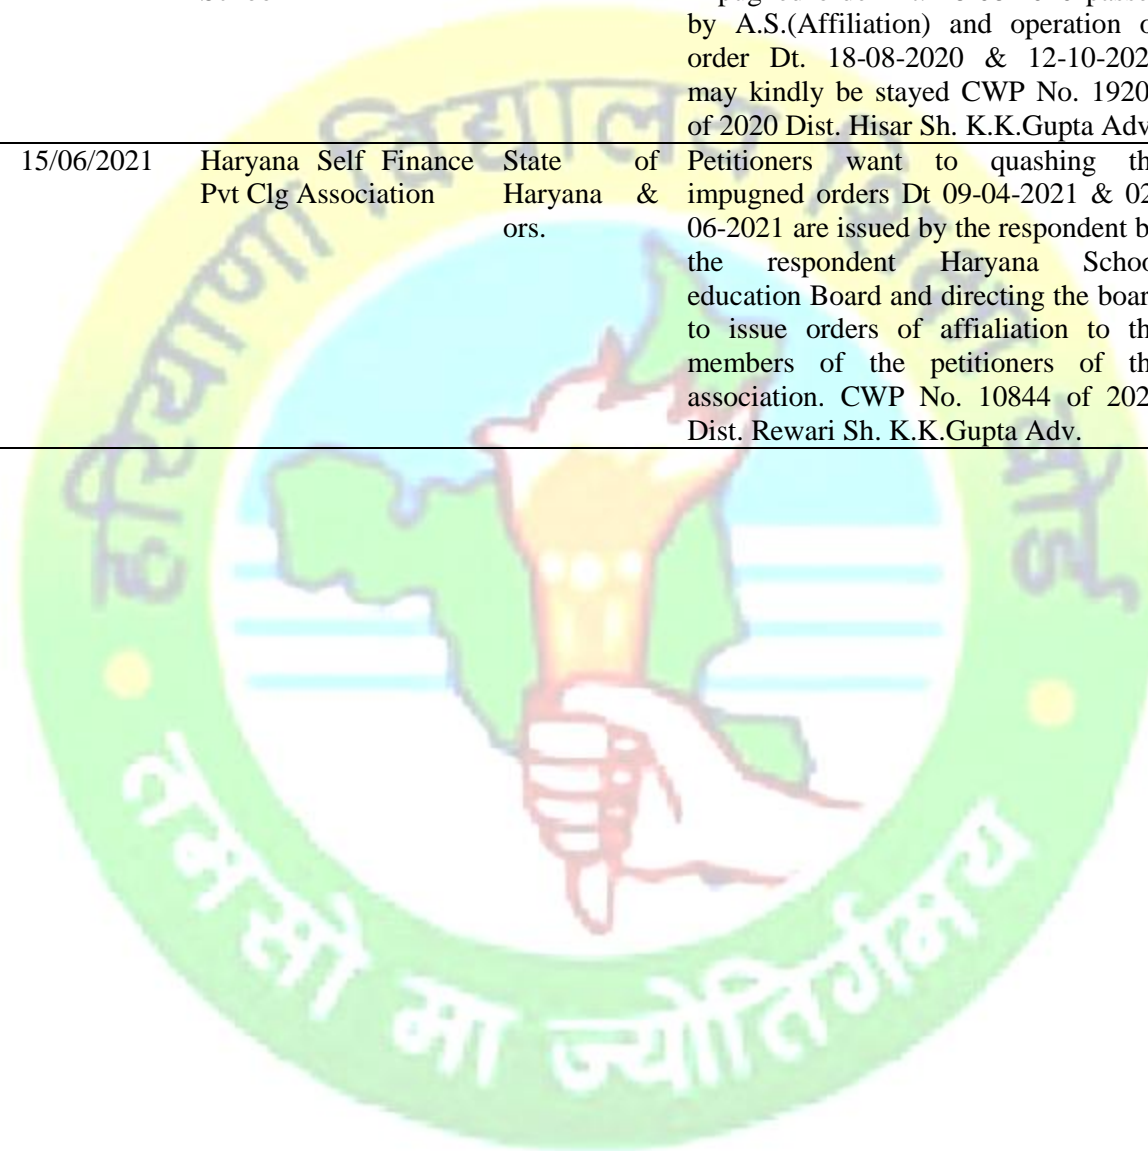 by A.S.(Affiliation) and operation
order Dt. 18-08-2020 & 12-10-202
may kindly be stayed CWP No. 1920
of 2020 Dist. Hisar Sh. K.K.Gupta Adv
15/06/2021 Haryana Self Finance State of Petitioners want to quashing th
Pvt Clg Association Haryana & impugned orders Dt 09-04-2021 & 02
ors. 06-2021 are issued by the respondent b
the respondent Haryana Schoo
education Board and directing the boar
to issue orders of affialiation to th
members of the petitioners of th
association. CWP No. 10844 of 202
Dist. Rewari Sh. K.K.Gupta Adv.
हरियाणा विद्यालय शिक्षा बोर्ड
तमसो मा ज्योतिर्गमय